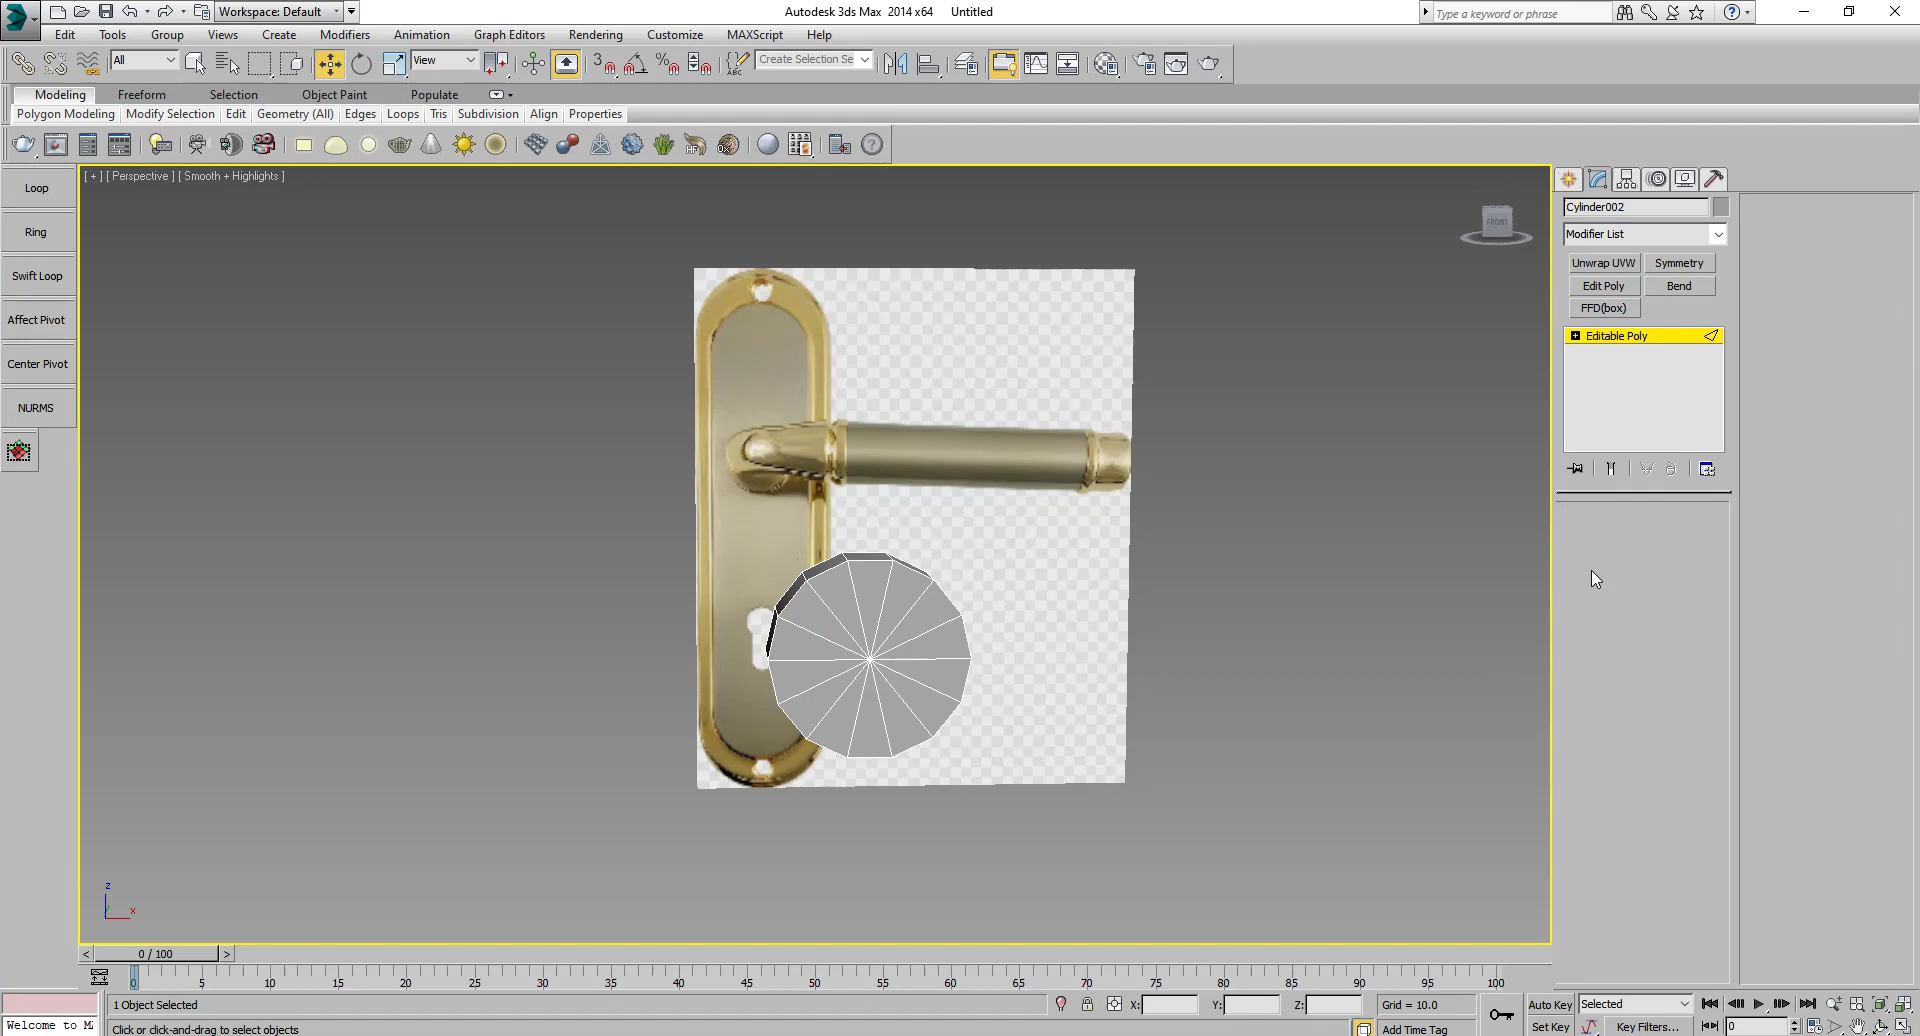 Workspace: Default
Autodesk 3ds Max 2014 x64 Untitled
Type a keyword or phrase
Edit Tools Group Views Create Modifiers Animation Graph Editors Rendering Customize MAXScript Help
All View 3 Create Selection Se
Modeling Freeform Selection Object Paint Populate
Polygon Modeling Modify Selection Edit Geometry (All) Edges Loops Tris Subdivision Align Properties
[ + ] [ Perspective ] [ Smooth + Highlights ]
Loop
Ring
Swift Loop
Affect Pivot
Center Pivot
NURMS
FRONT
Cylinder002
Modifier List
Unwrap UVW Symmetry
Edit Poly Bend
FFD(box)
Editable Poly
z
x
< 0 / 100 >
0 5 10 15 20 25 30 35 40 45 50 55 60 65 70 75 80 85 90 95 100
1 Object Selected X: Y: Z: Grid = 10.0 Auto Key Selected
Welcome to Click or click-and-drag to select objects Add Time Tag Set Key Key Filters... 0